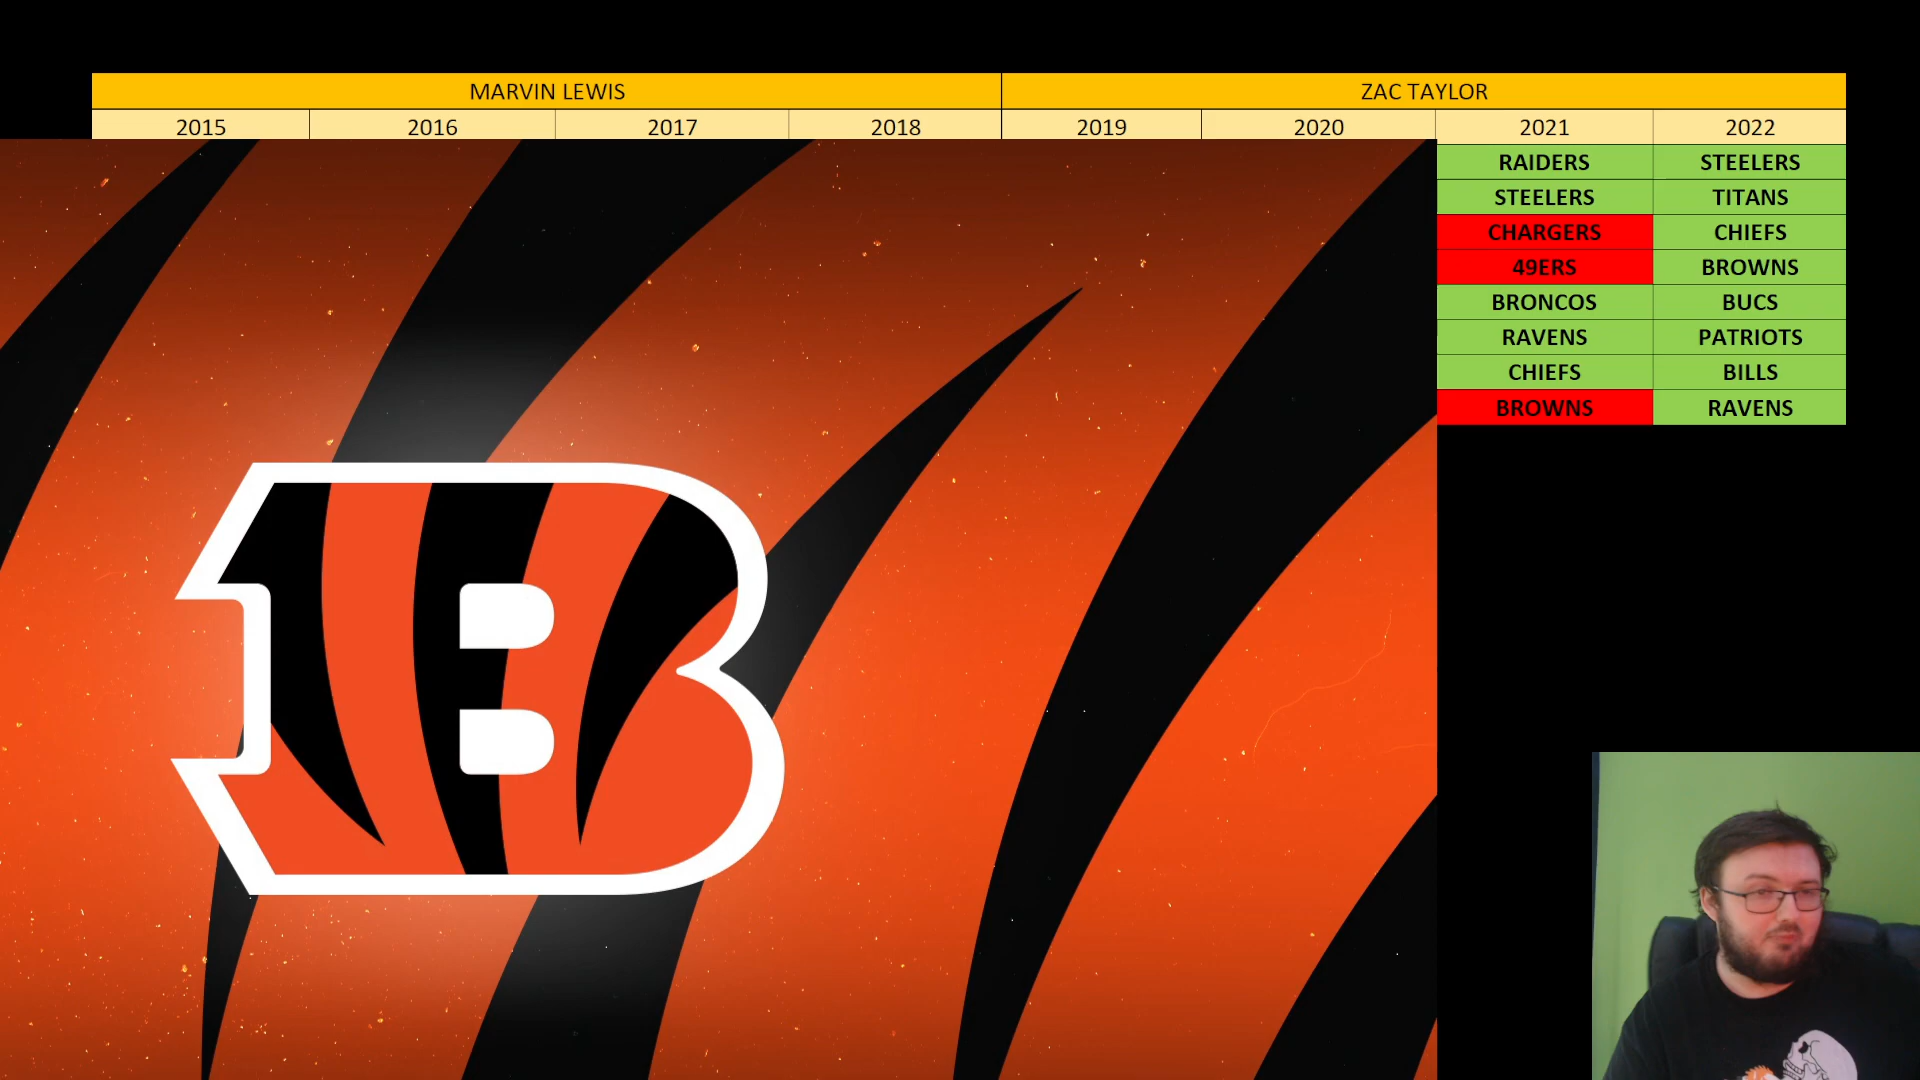 MARVIN LEWIS ZAC TAYLOR
2015 2016 2017 2018 2019 2020 2021 2022
RAIDERS STEELERS
STEELERS TITANS
CHARGERS CHIEFS
49ERS BROWNS
BRONCOS BUCS
RAVENS PATRIOTS
CHIEFS BILLS
BROWNS RAVENS
B